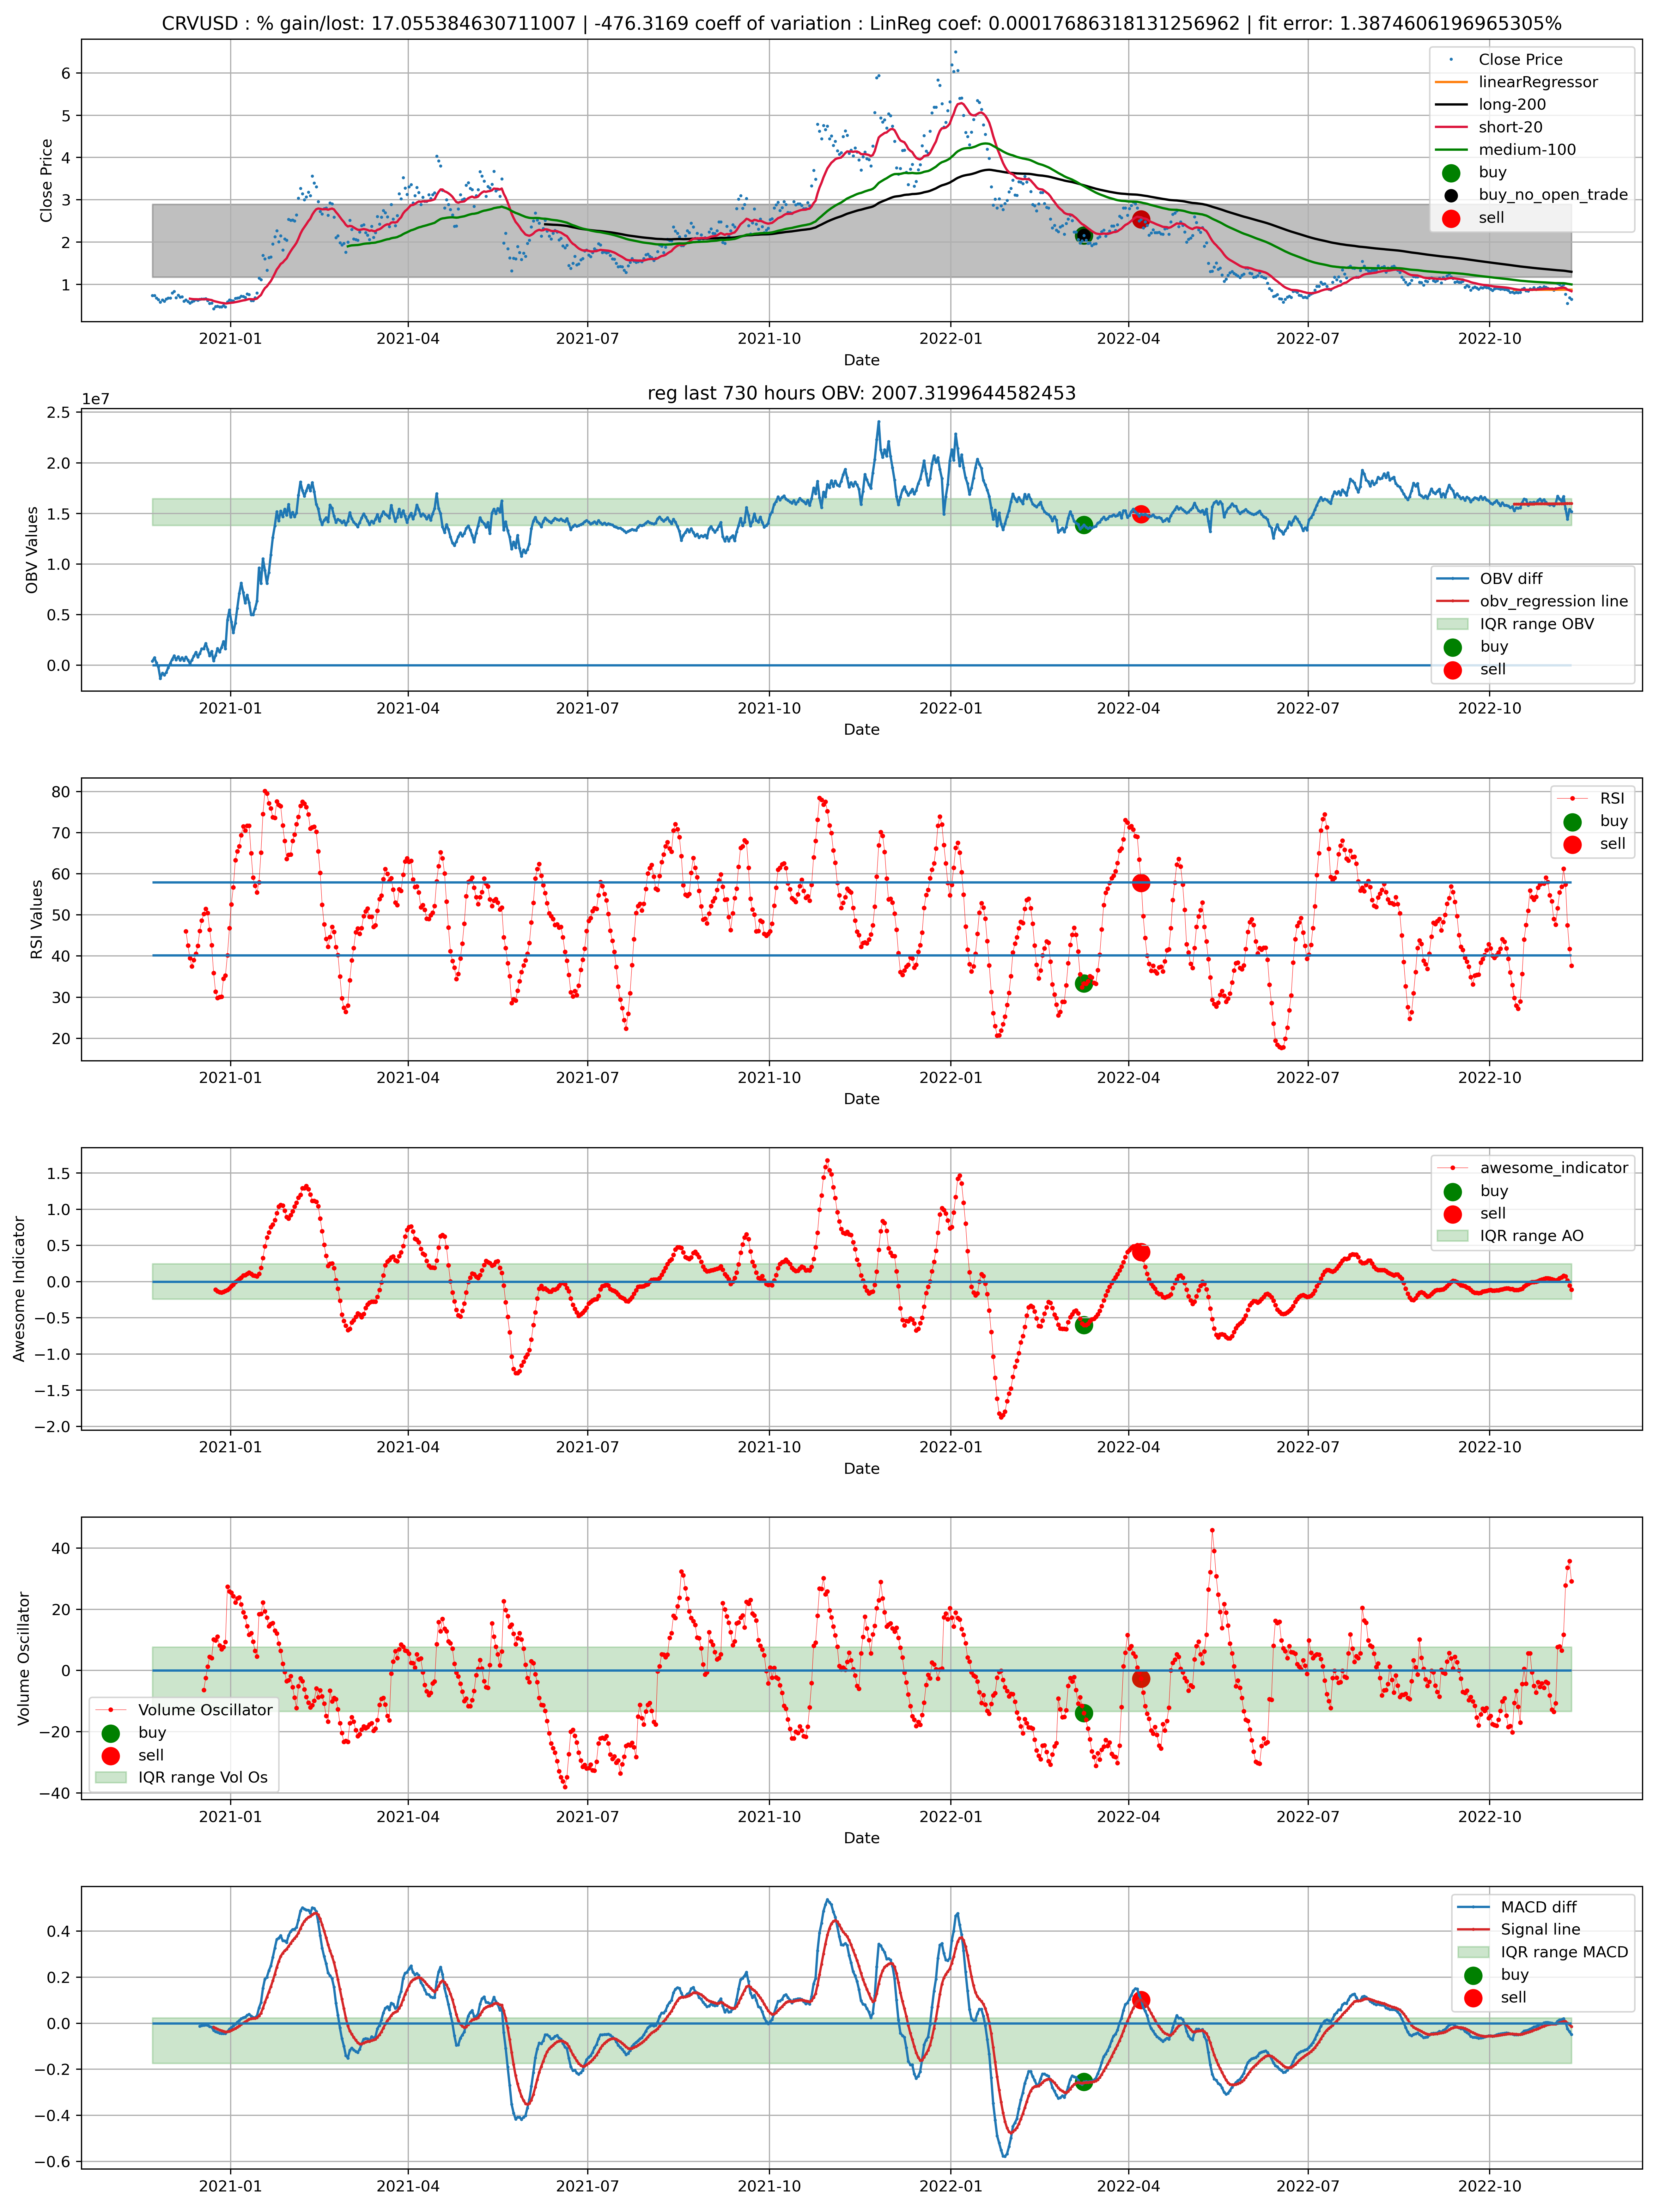 CRVUSD : % gain/lost: 17.055384630711007 | -476.3169 coeff of variation : LinReg coef: 0.00017686318131256962 | fit error: 1.3874606196965305%
Close Price
6
5
4
3
2
1
Close Price
linearRegressor
long-200
short-20
medium-100
buy
buy_no_open_trade
sell
2021-01 2021-04 2021-07 2021-10 2022-01 2022-04 2022-07 2022-10
Date
reg last 730 hours OBV: 2007.3199644582453
1e7
OBV Values
2.5
2.0
1.5
1.0
0.5
0.0
OBV diff
obv_regression line
IQR range OBV
buy
sell
2021-01 2021-04 2021-07 2021-10 2022-01 2022-04 2022-07 2022-10
Date
RSI Values
80
70
60
50
40
30
20
RSI
buy
sell
2021-01 2021-04 2021-07 2021-10 2022-01 2022-04 2022-07 2022-10
Date
Awesome Indicator
1.5
1.0
0.5
0.0
−0.5
−1.0
−1.5
−2.0
awesome_indicator
buy
sell
IQR range AO
2021-01 2021-04 2021-07 2021-10 2022-01 2022-04 2022-07 2022-10
Date
Volume Oscillator
40
20
0
−20
−40
Volume Oscillator
buy
sell
IQR range Vol Os
2021-01 2021-04 2021-07 2021-10 2022-01 2022-04 2022-07 2022-10
Date
0.4
0.2
0.0
−0.2
−0.4
−0.6
MACD diff
Signal line
IQR range MACD
buy
sell
2021-01 2021-04 2021-07 2021-10 2022-01 2022-04 2022-07 2022-10